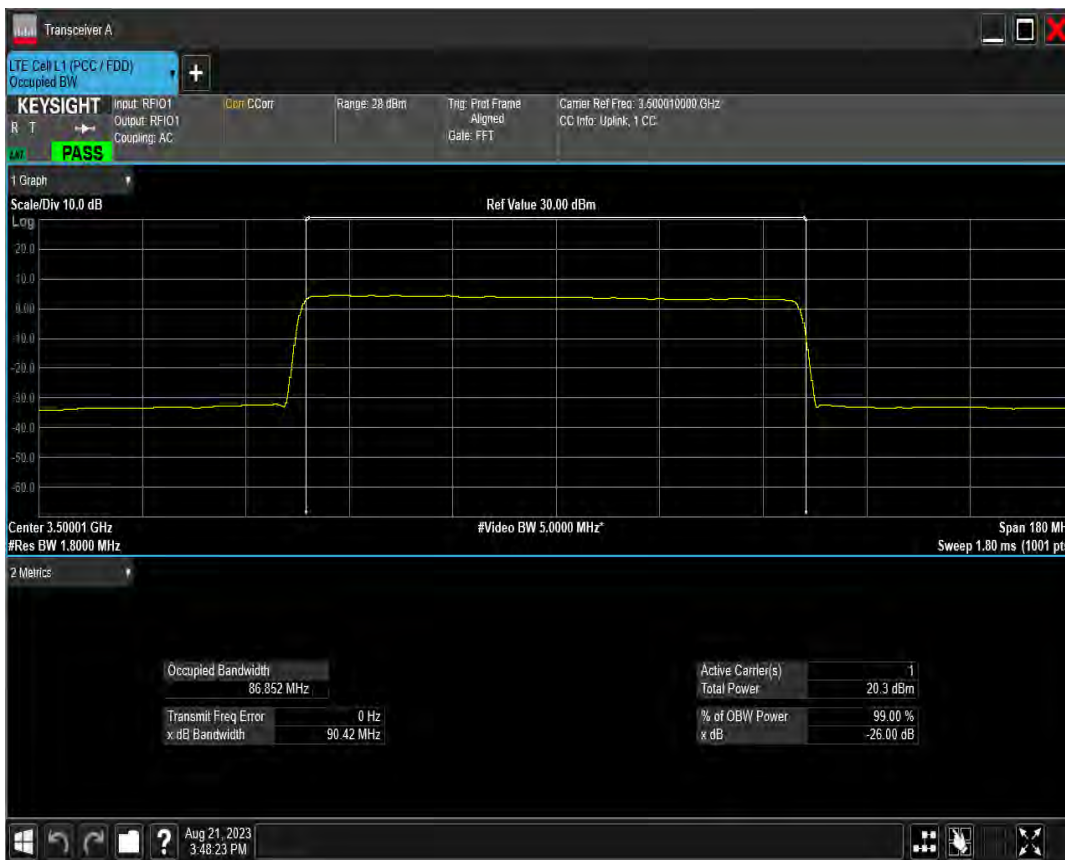 Transceiver A
LTE Cell L1 (PCC / FDD)
Occupied BW
+
KEYSIGHT
R T
PASS
Input: RFIO1
Output: RFIO1
Coupling: AC
Corr CCorr
Range: 28 dBm
Trig: Prot Frame
Aligned
Gate: FFT
Carrier Ref Freq: 3.500010000 GHz
CC Info: Uplink, 1 CC
1 Graph
Scale/Div 10.0 dB
Ref Value 30.00 dBm
Log
20.0
10.0
0.00
-10.0
-20.0
-30.0
-40.0
-50.0
-60.0
Center 3.50001 GHz
#Video BW 5.0000 MHz*
Span 180 MH
#Res BW 1.8000 MHz
Sweep 1.80 ms (1001 pts
2 Metrics
Occupied Bandwidth
86.852 MHz
Transmit Freq Error 0 Hz
x dB Bandwidth 90.42 MHz
Active Carrier(s) 1
Total Power 20.3 dBm
% of OBW Power 99.00 %
x dB -26.00 dB
?
Aug 21, 2023
3:48:23 PM